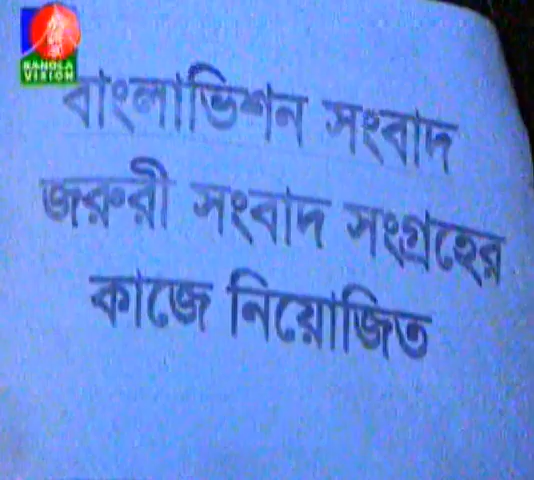 BANGLA
VISION
বাংলাভিশন সংবাদ
জরুরী সংবাদ সংগ্রহের
কাজে নিয়োজিত